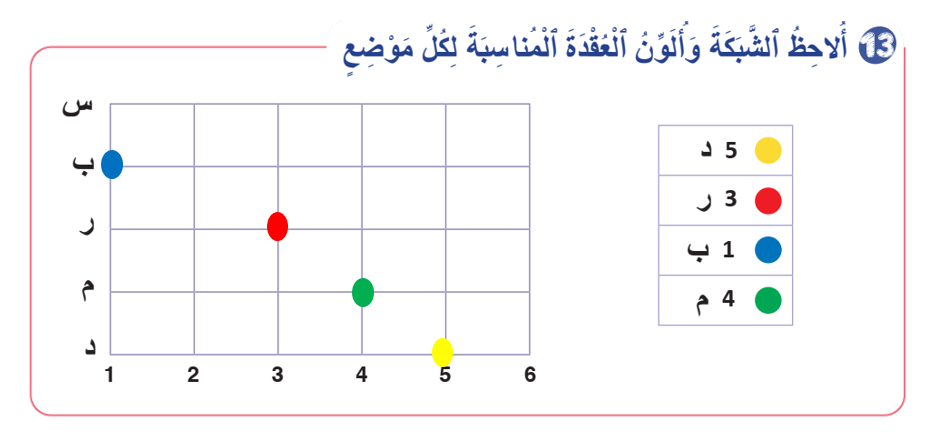 13 أُلاحِظُ ٱلشَّبَكَةَ وَأُلَوِّنُ ٱلْعُقْدَةَ ٱلْمُناسِبَةَ لِكُلِّ مَوْضِعٍ
5 د
3 ر
1 ب
4 م
س
ب
ر
م
د
1 2 3 4 5 6